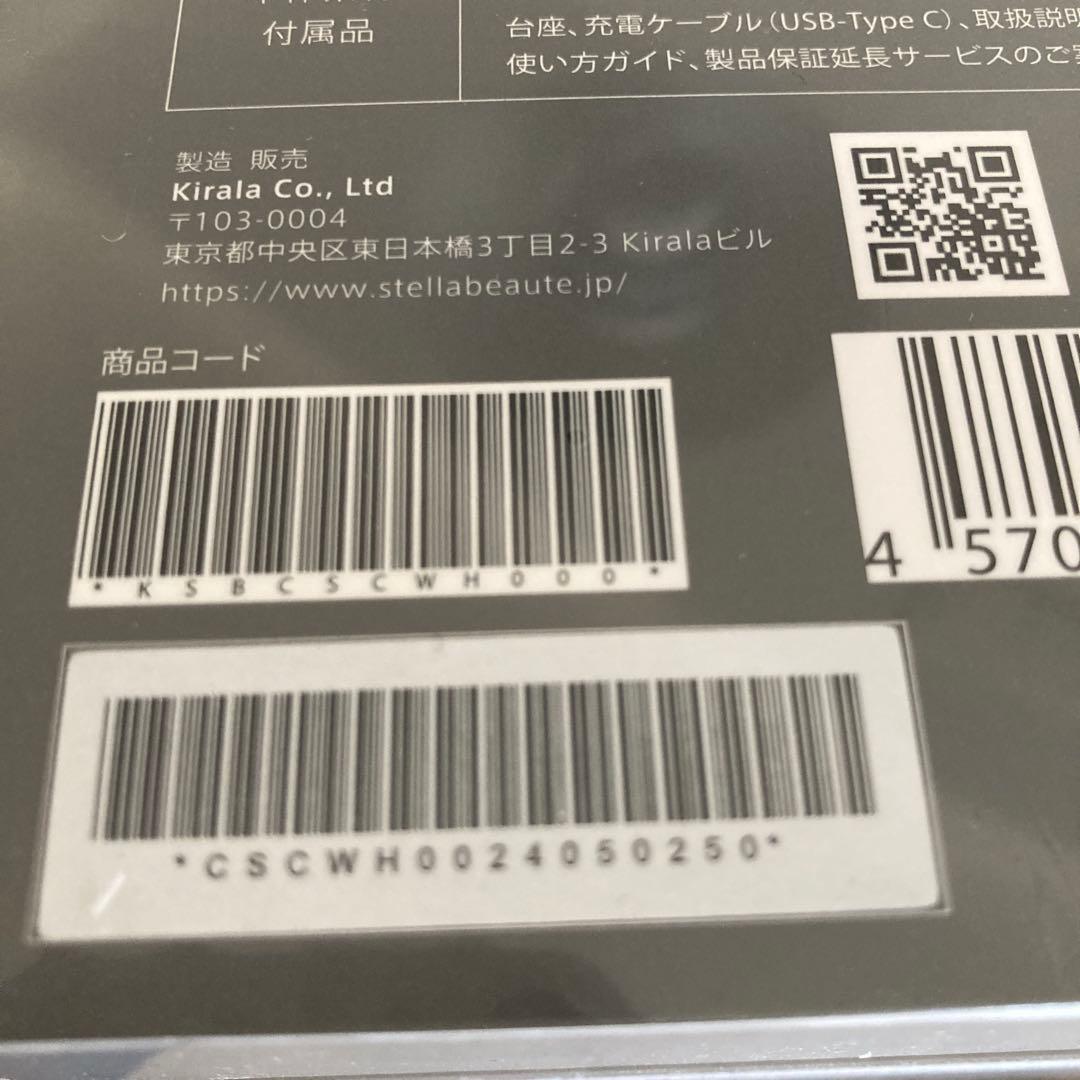 付属品
台座、充電ケーブル（USB-Type C）、取扱説明
使い方ガイド、製品保証延長サービスのご案
製造 販売
Kirala Co., Ltd
〒103-0004
東京都中央区東日本橋3丁目2-3 Kiralaビル
https://www.stellabeaute.jp/
商品コード
*KSBCSCWH000*
4 570
*CSCWH0024050250*